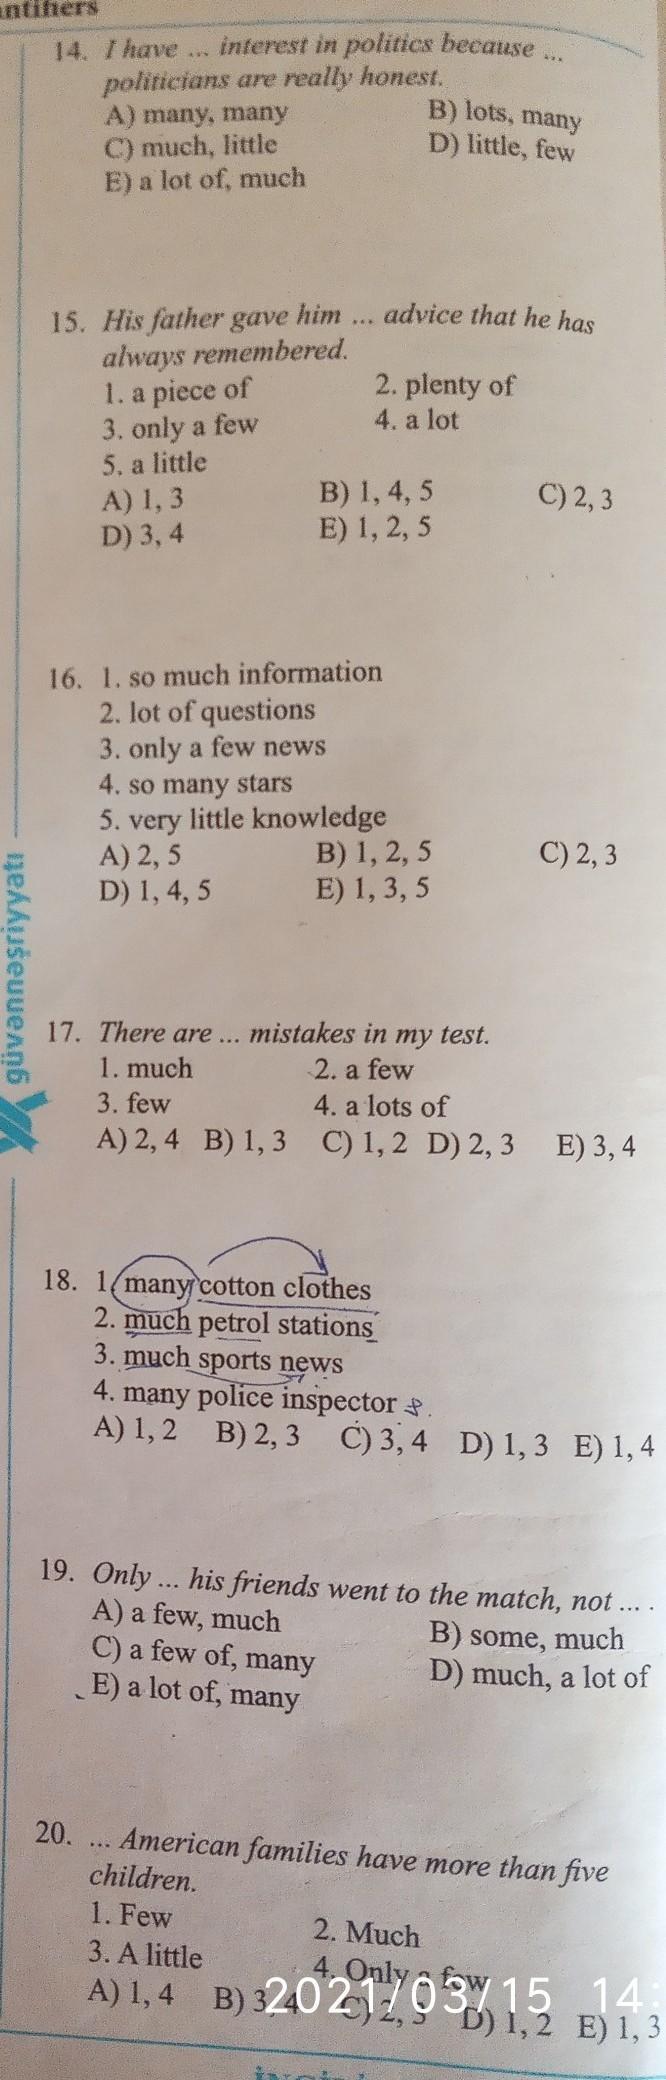 antifiers
14. I have ... interest in politics because ...
politicians are really honest.
A) many, many B) lots, many
C) much, little D) little, few
E) a lot of, much
15. His father gave him ... advice that he has
always remembered.
1. a piece of 2. plenty of
3. only a few 4. a lot
5. a little
A) 1, 3 B) 1, 4, 5 C) 2, 3
D) 3, 4 E) 1, 2, 5
16. 1. so much information
2. lot of questions
3. only a few news
4. so many stars
5. very little knowledge
A) 2, 5 B) 1, 2, 5 C) 2, 3
D) 1, 4, 5 E) 1, 3, 5
güvənnəşriyyatı
17. There are ... mistakes in my test.
1. much 2. a few
3. few 4. a lots of
A) 2, 4 B) 1, 3 C) 1, 2 D) 2, 3 E) 3, 4
18. 1. many cotton clothes
2. much petrol stations
3. much sports news
4. many police inspector
A) 1, 2 B) 2, 3 C) 3, 4 D) 1, 3 E) 1, 4
19. Only ... his friends went to the match, not ... .
A) a few, much B) some, much
C) a few of, many D) much, a lot of
E) a lot of, many
20. ... American families have more than five
children.
1. Few 2. Much
3. A little 4. Only a few
A) 1, 4 B) 3, 4 C) 2, 3 D) 1, 2 E) 1, 3
2021/03/15 14: